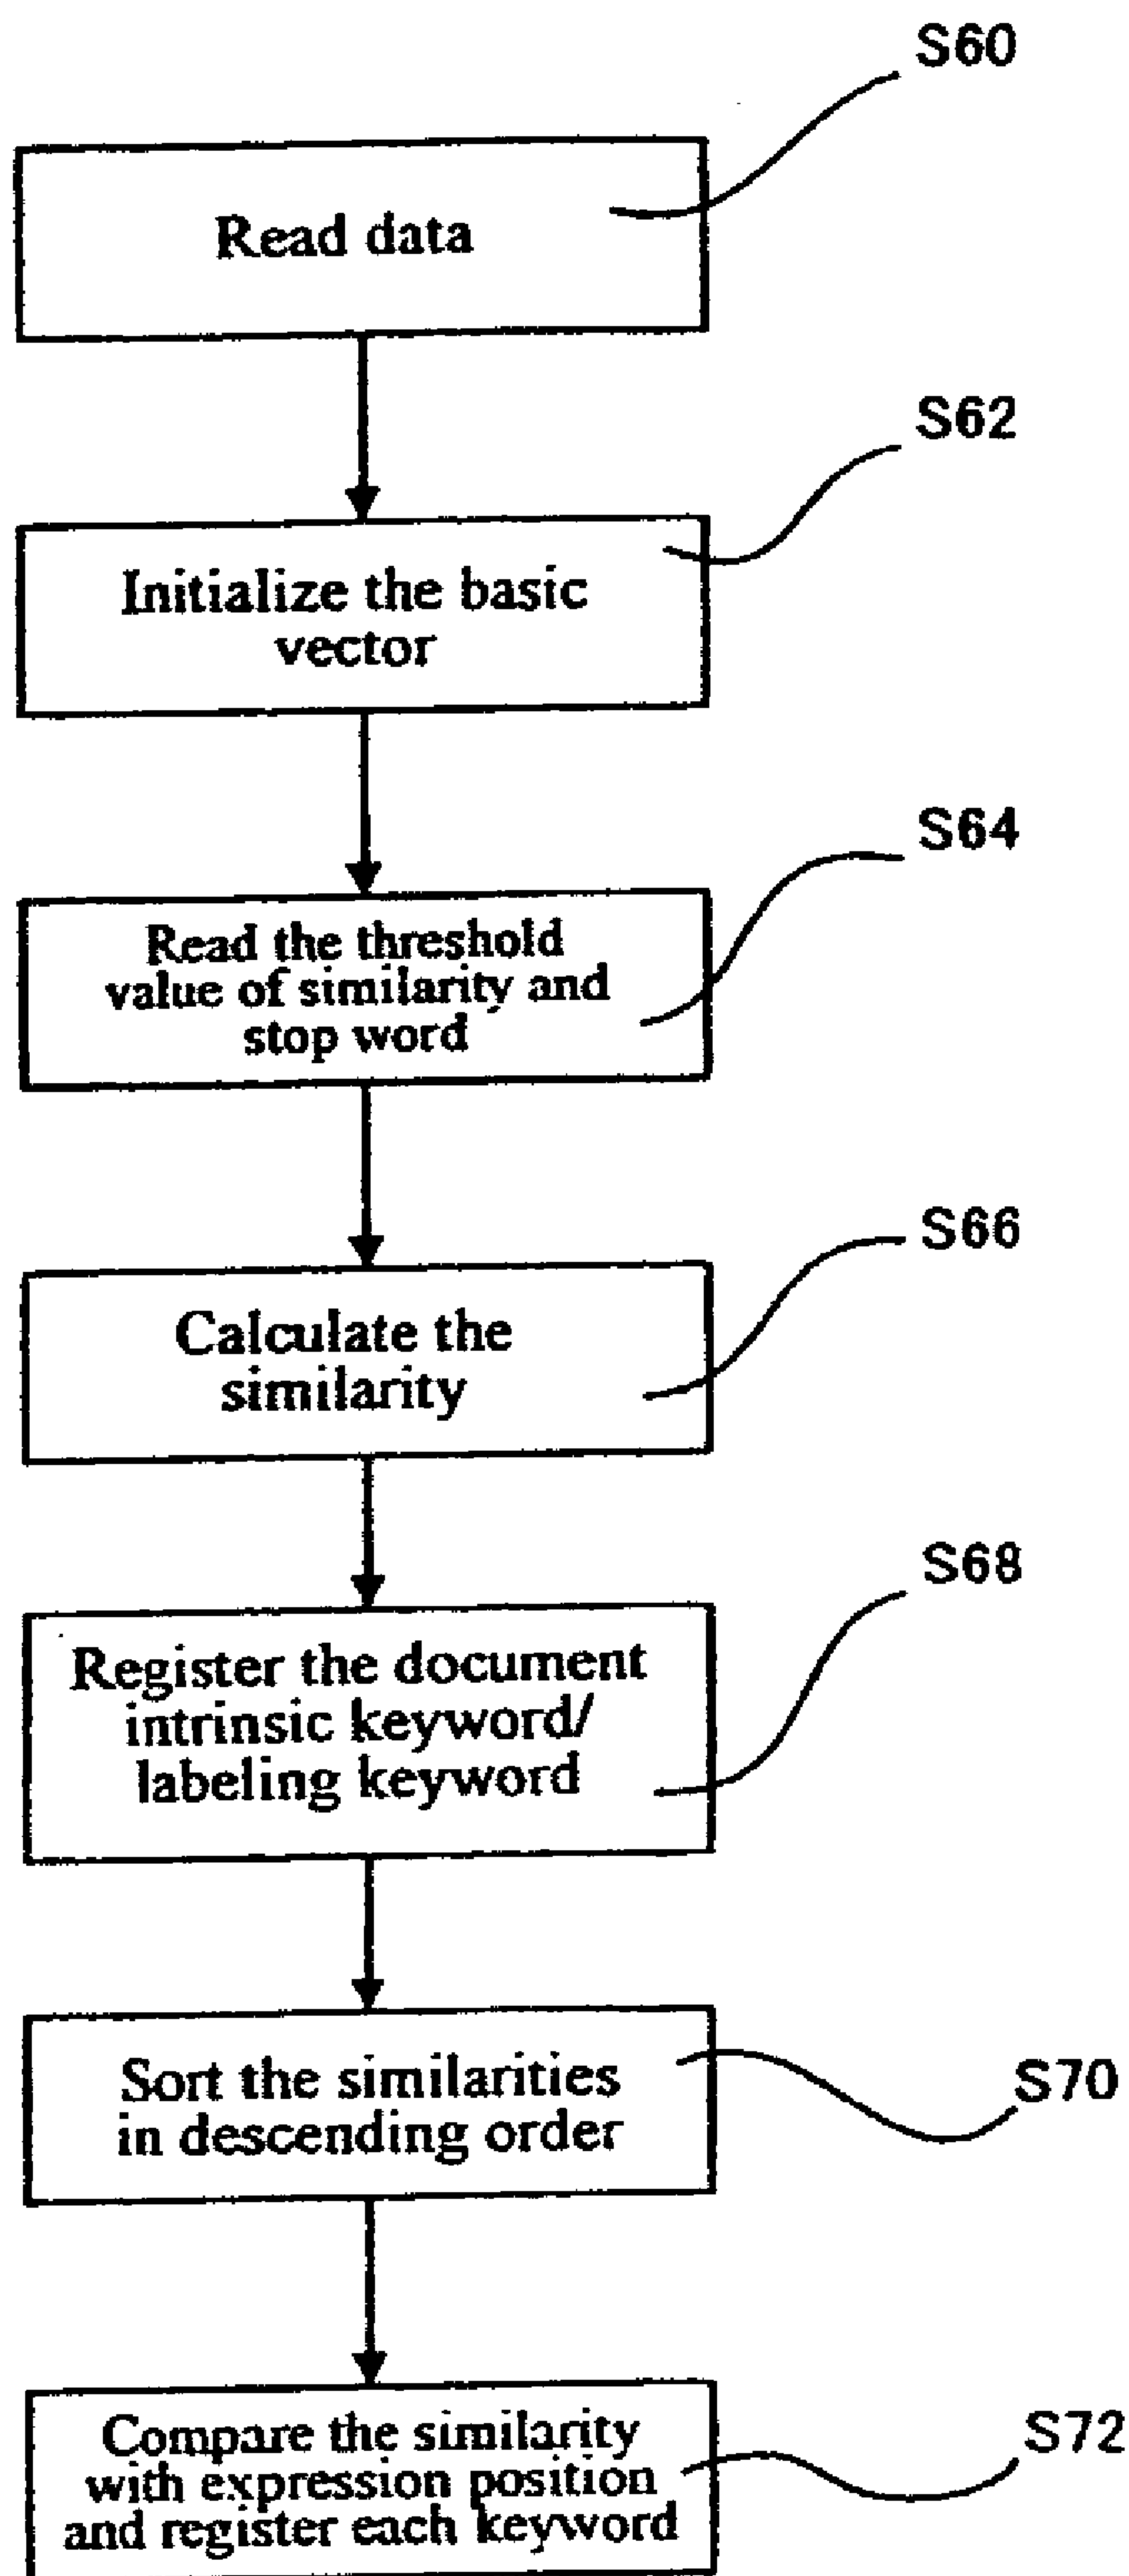 S60
Read data
S62
Initialize the basic
vector
S64
Read the threshold
value of similarity and
stop word
S66
Calculate the
similarity
S68
Register the document
intrinsic keyword/
labeling keyword
S70
Sort the similarities
in descending order
S72
Compare the similarity
with expression position
and register each keyword